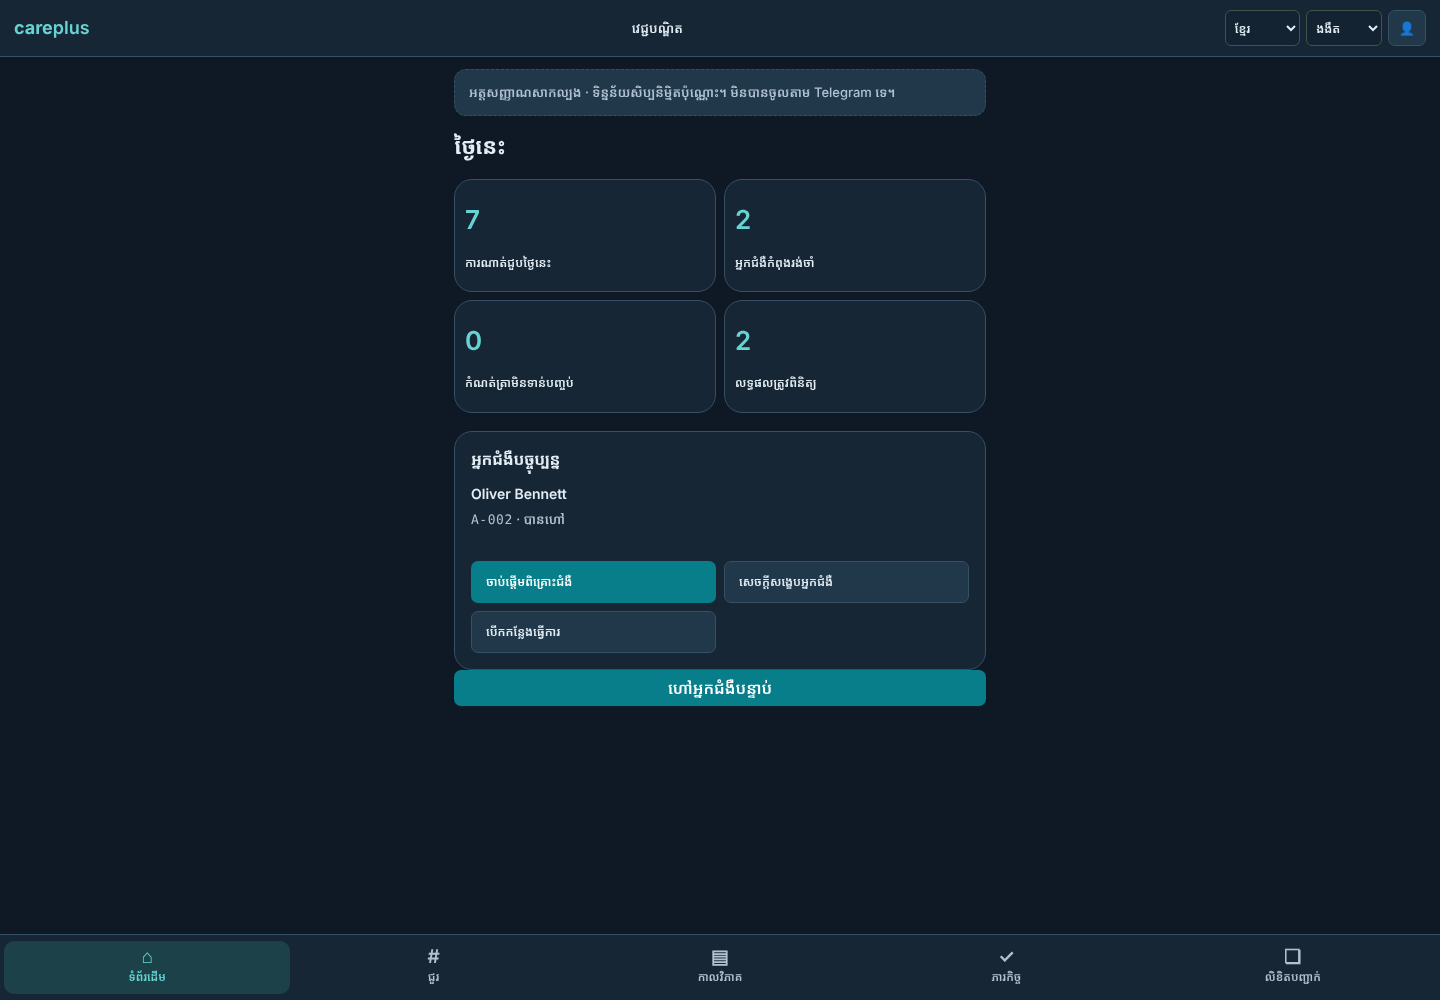 careplus
វេជ្ជបណ្ឌិត
ខ្មែរ
ងងឹត
អត្តសញ្ញាណសាកល្បង · ទិន្នន័យសិប្បនិម្មិតប៉ុណ្ណោះ។ មិនបានចូលតាម Telegram ទេ។
ថ្ងៃនេះ
7
ការណាត់ជួបថ្ងៃនេះ
2
អ្នកជំងឺកំពុងរង់ចាំ
0
កំណត់ត្រាមិនទាន់បញ្ចប់
2
លទ្ធផលត្រូវពិនិត្យ
អ្នកជំងឺបច្ចុប្បន្ន
Oliver Bennett
A-002 · បានហៅ
ចាប់ផ្តើមពិគ្រោះជំងឺ
សេចក្តីសង្ខេបអ្នកជំងឺ
បើកកន្លែងធ្វើការ
ហៅអ្នកជំងឺបន្ទាប់
ទំព័រដើម
# ជួរ
កាលវិភាគ
ភារកិច្ច
លិខិតបញ្ជាក់